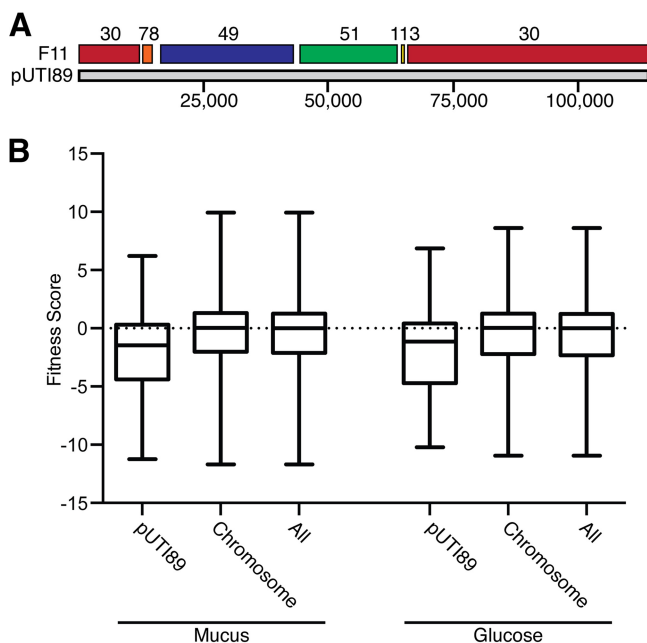 A
30 78 49 51 113 30
F11
pUTI89
25,000 50,000 75,000 100,000
B
15
10
5
0
-5
-10
-15
Fitness Score
pUTI89 Chromosome All pUTI89 Chromosome All
Mucus Glucose